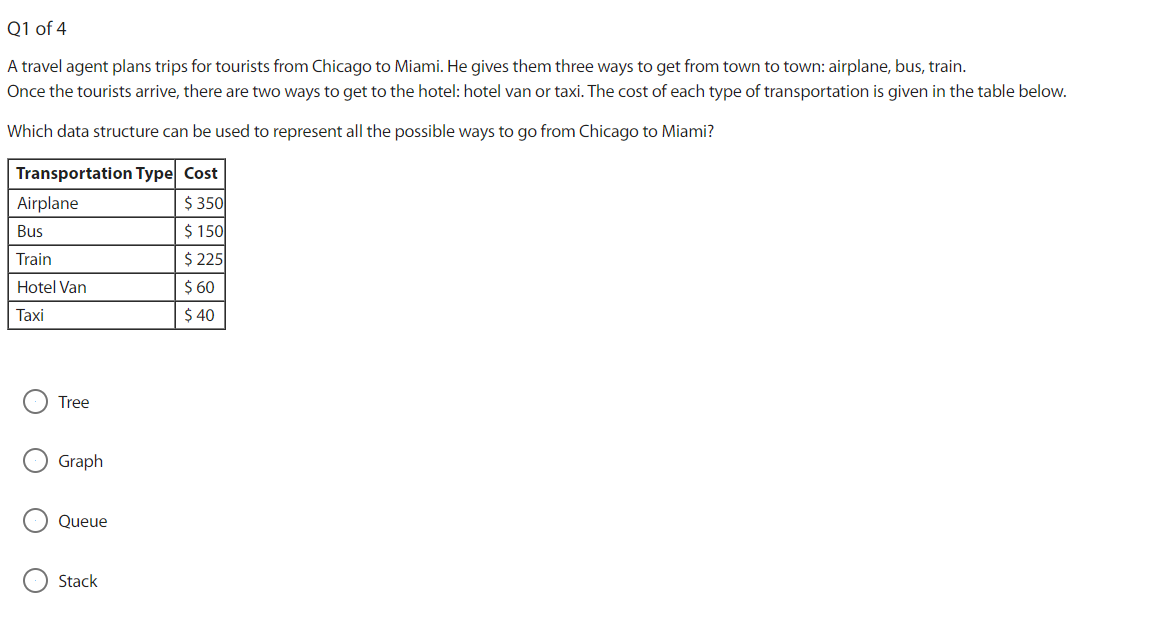 Q1 of 4
A travel agent plans trips for tourists from Chicago to Miami. He gives them three ways to get from town to town: airplane, bus, train.
Once the tourists arrive, there are two ways to get to the hotel: hotel van or taxi. The cost of each type of transportation is given in the table below.
Which data structure can be used to represent all the possible ways to go from Chicago to Miami?
Transportation Type Cost
Airplane $ 350
Bus $ 150
Train $ 225
Hotel Van $ 60
Taxi $ 40
Tree
Graph
Queue
Stack